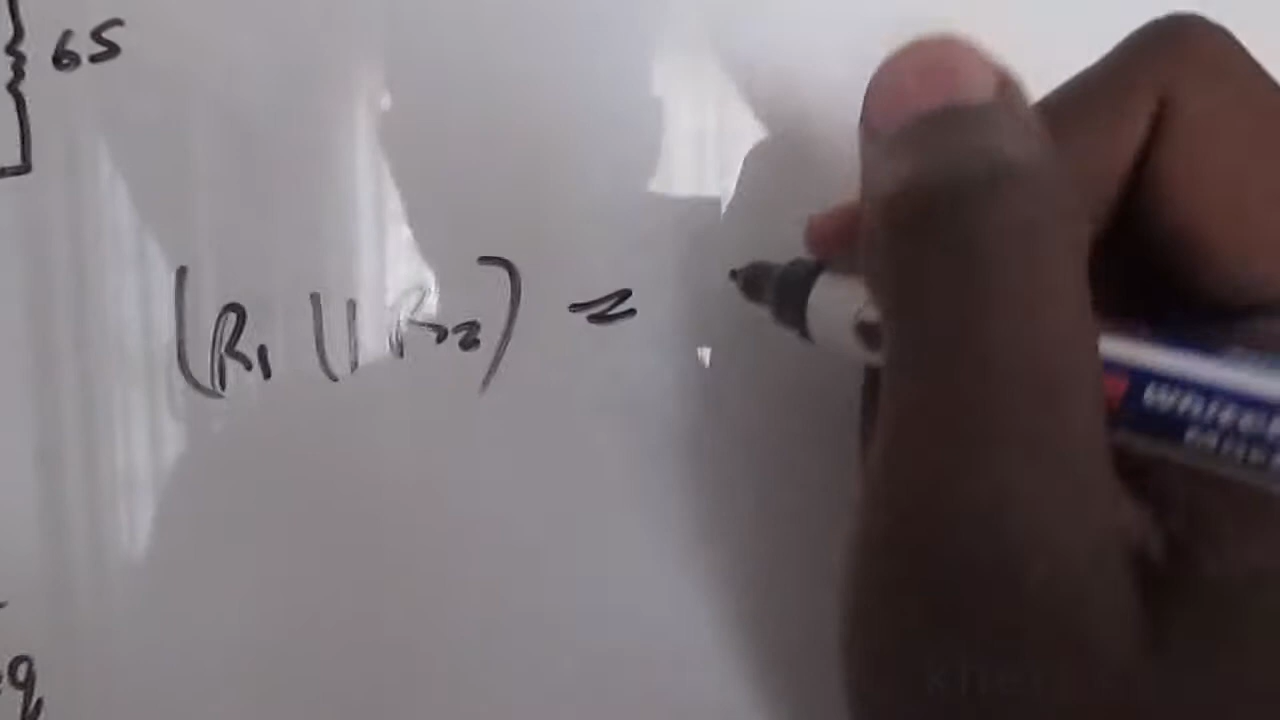 65
(R1 || R2) =
q